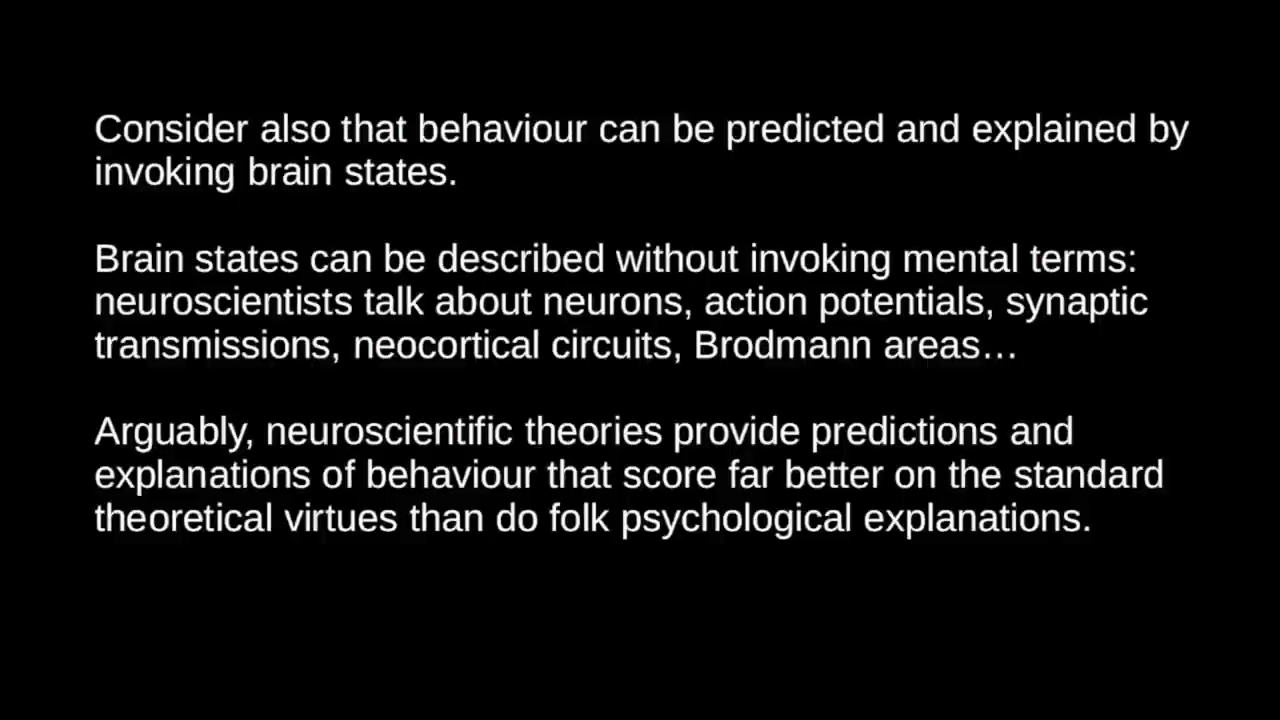 Consider also that behaviour can be predicted and explained by
invoking brain states.
Brain states can be described without invoking mental terms:
neuroscientists talk about neurons, action potentials, synaptic
transmissions, neocortical circuits, Brodmann areas…
Arguably, neuroscientific theories provide predictions and
explanations of behaviour that score far better on the standard
theoretical virtues than do folk psychological explanations.